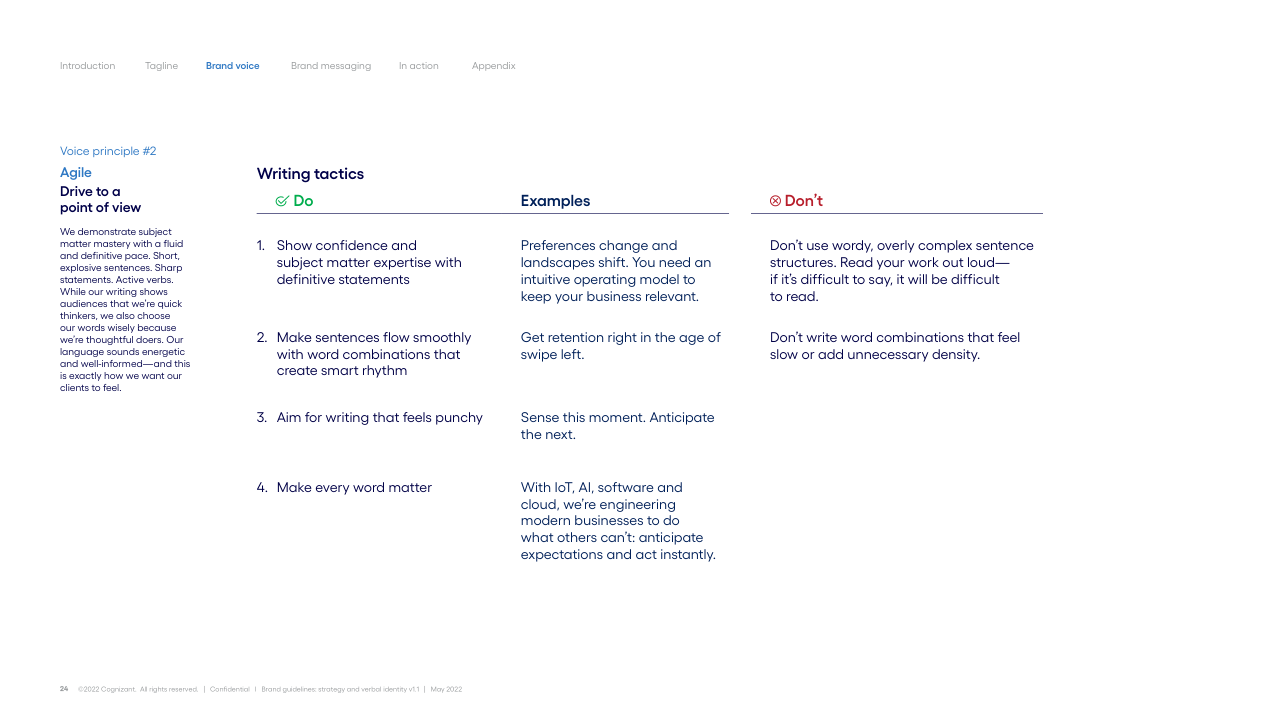 Introduction Tagline Brand voice Brand messaging In action Appendix
Voice principle #2
Agile
Drive to a
point of view
We demonstrate subject
matter mastery with a fluid
and definitive pace. Short,
explosive sentences. Sharp
statements. Active verbs.
While our writing shows
audiences that we're quick
thinkers, we also choose
our words wisely because
we're thoughtful doers. Our
language sounds energetic
and well-informed—and this
is exactly how we want our
clients to feel.
Writing tactics
Do
Examples
Don't
1. Show confidence and
subject matter expertise with
definitive statements
Preferences change and
landscapes shift. You need an
intuitive operating model to
keep your business relevant.
Don't use wordy, overly complex sentence
structures. Read your work out loud—
if it's difficult to say, it will be difficult
to read.
2. Make sentences flow smoothly
with word combinations that
create smart rhythm
Get retention right in the age of
swipe left.
Don't write word combinations that feel
slow or add unnecessary density.
3. Aim for writing that feels punchy
Sense this moment. Anticipate
the next.
4. Make every word matter
With IoT, AI, software and
cloud, we're engineering
modern businesses to do
what others can't: anticipate
expectations and act instantly.
24 ©2022 Cognizant. All rights reserved. | Confidential | Brand guidelines: strategy and verbal identity v1.1 | May 2022